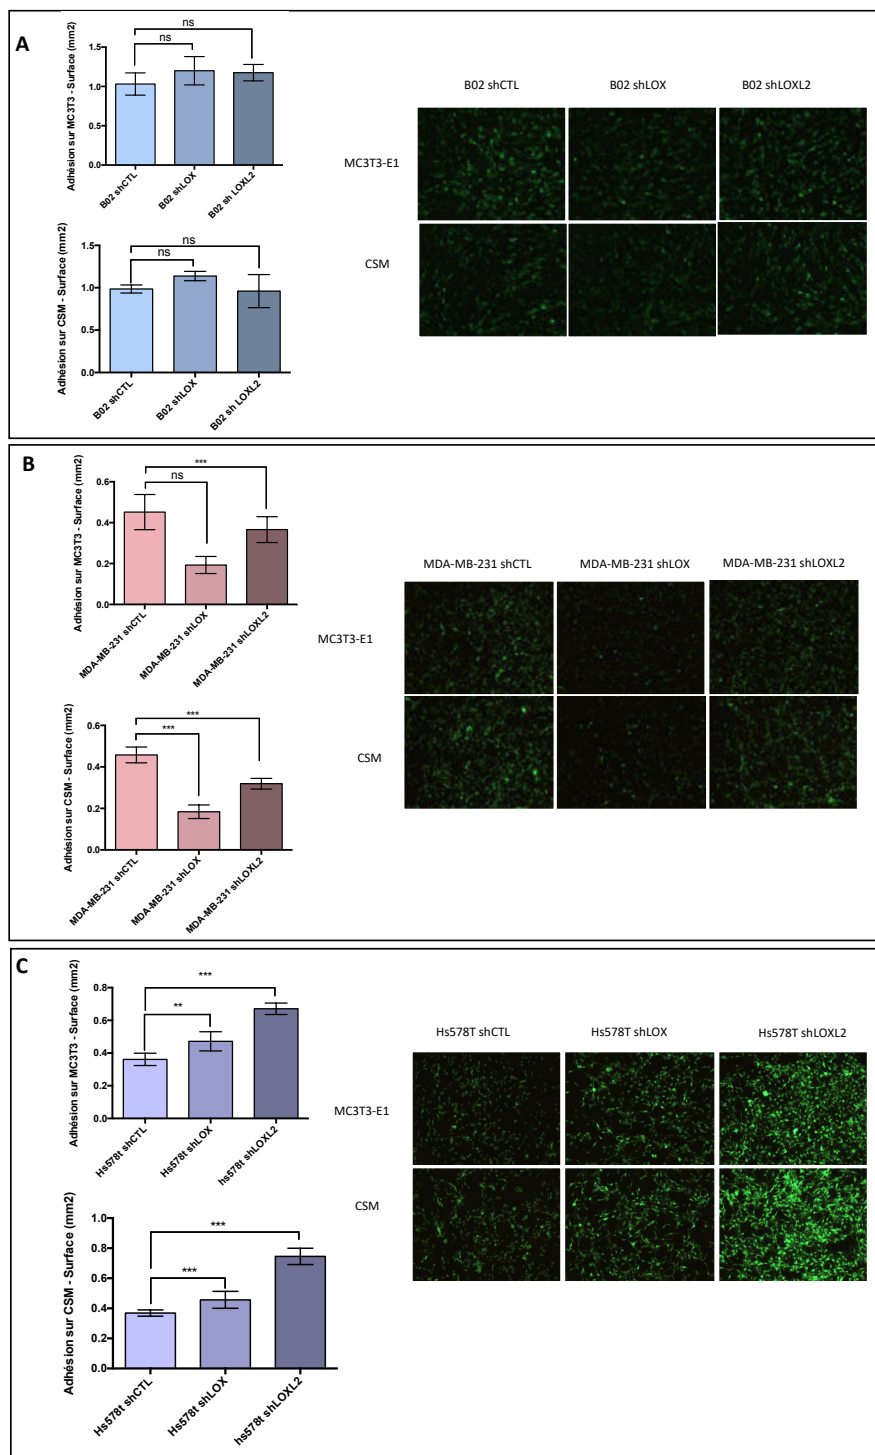 A
Adhésion sur MC3T3 - Surface (mm2)
ns
ns
1.5
1.0
0.5
0.0
B02 shCTL
B02 shLOX
B02 sh LOXL2
Adhésion sur CSM - Surface (mm2)
ns
ns
1.5
1.0
0.5
0.0
B02 shCTL
B02 shLOX
B02 sh LOXL2
B02 shCTL B02 shLOX B02 shLOXL2
MC3T3-E1
CSM
B
Adhésion sur MC3T3 - Surface (mm2)
***
ns
0.6
0.4
0.2
0.0
MDA-MB-231 shCTL
MDA-MB-231 shLOX
MDA-MB-231 shLOXL2
Adhésion sur CSM - Surface (mm2)
***
***
0.6
0.4
0.2
0.0
MDA-MB-231 shCTL
MDA-MB-231 shLOX
MDA-MB-231 shLOXL2
MDA-MB-231 shCTL MDA-MB-231 shLOX MDA-MB-231 shLOXL2
MC3T3-E1
CSM
C
Adhésion sur MC3T3 - Surface (mm2)
***
**
0.8
0.6
0.4
0.2
0.0
Hs578t shCTL
Hs578t shLOX
hs578t shLOXL2
Adhésion sur CSM - Surface (mm2)
***
***
1.0
0.8
0.6
0.4
0.2
0.0
Hs578t shCTL
Hs578t shLOX
hs578t shLOXL2
Hs578T shCTL Hs578T shLOX Hs578T shLOXL2
MC3T3-E1
CSM